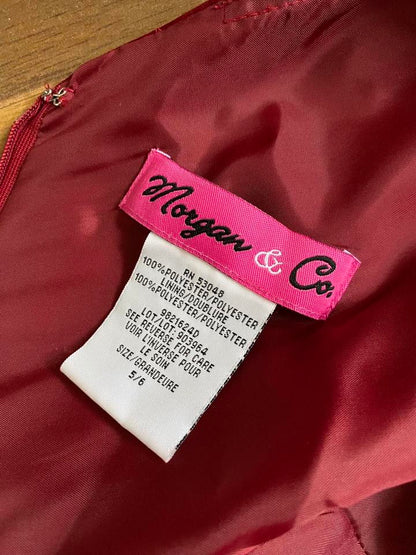 Morgan & Co.
RN 53048
100%POLYESTER/POLYESTER
LINING/DOUBLURE
100%POLYESTER/POLYESTER
9821624D
LOT/LOT: 903964
SEE REVERSE FOR CARE
VOIR L'INVERSE POUR
LE SOIN
SIZE/GRANDEURE
5/6